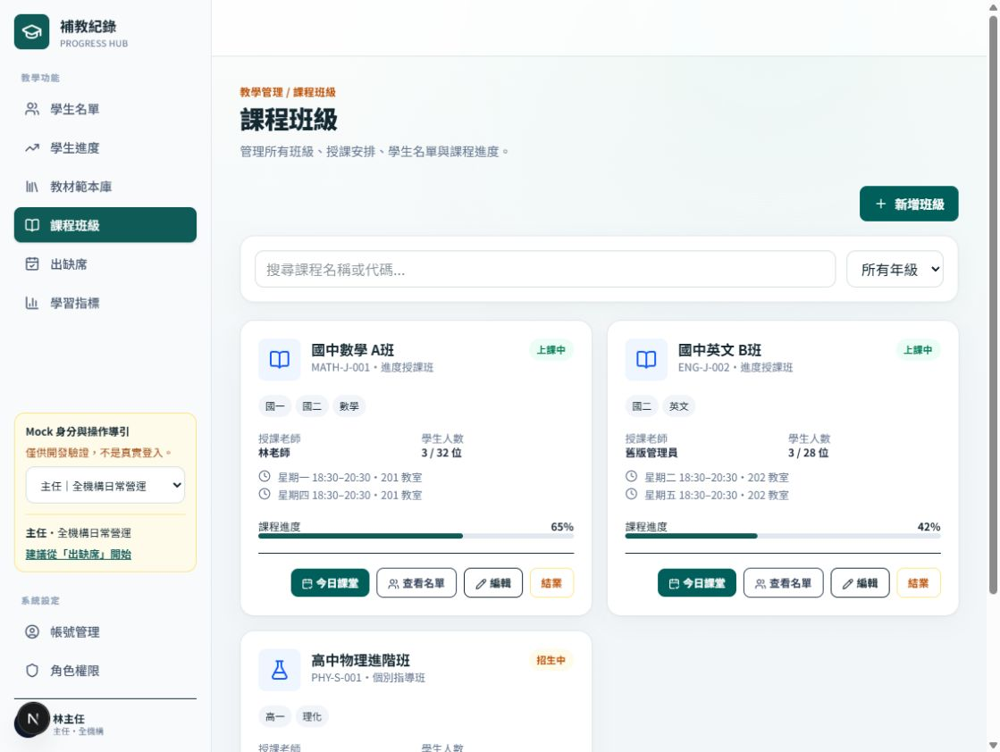 補教紀錄
PROGRESS HUB
教學功能
學生名單
學生進度
教材範本庫
課程班級
出缺席
學習指標
Mock 身分與操作導引
僅供開發驗證，不是真實登入。
主任｜全機構日常營運
主任・全機構日常營運
建議從「出缺席」開始
系統設定
帳號管理
角色權限
N
林主任
主任・全機構
教學管理 / 課程班級
課程班級
管理所有班級、授課安排、學生名單與課程進度。
＋ 新增班級
搜尋課程名稱或代碼...
所有年級
國中數學 A班
上課中
MATH-J-001・進度授課班
國一 國二 數學
授課老師 學生人數
林老師 3 / 32 位
星期一 18:30–20:30・201 教室
星期四 18:30–20:30・201 教室
課程進度 65%
今日課堂 查看名單 編輯 結業
國中英文 B班
上課中
ENG-J-002・進度授課班
國二 英文
授課老師 學生人數
舊版管理員 3 / 28 位
星期二 18:30–20:30・202 教室
星期五 18:30–20:30・202 教室
課程進度 42%
今日課堂 查看名單 編輯 結業
高中物理進階班
招生中
PHY-S-001・個別指導班
高一 理化
授課老師 學生人數